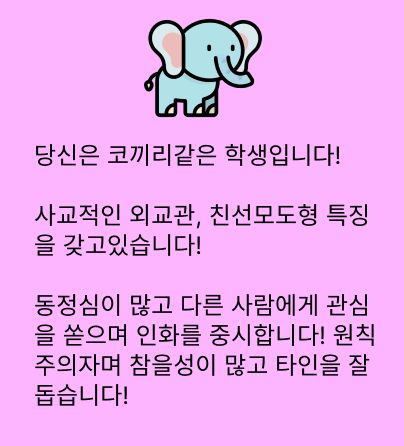 당신은 코끼리같은 학생입니다!
사교적인 외교관, 친선모도형 특징
을 갖고있습니다!
동정심이 많고 다른 사람에게 관심
을 쏟으며 인화를 중시합니다! 원칙
주의자며 참을성이 많고 타인을 잘
돕습니다!